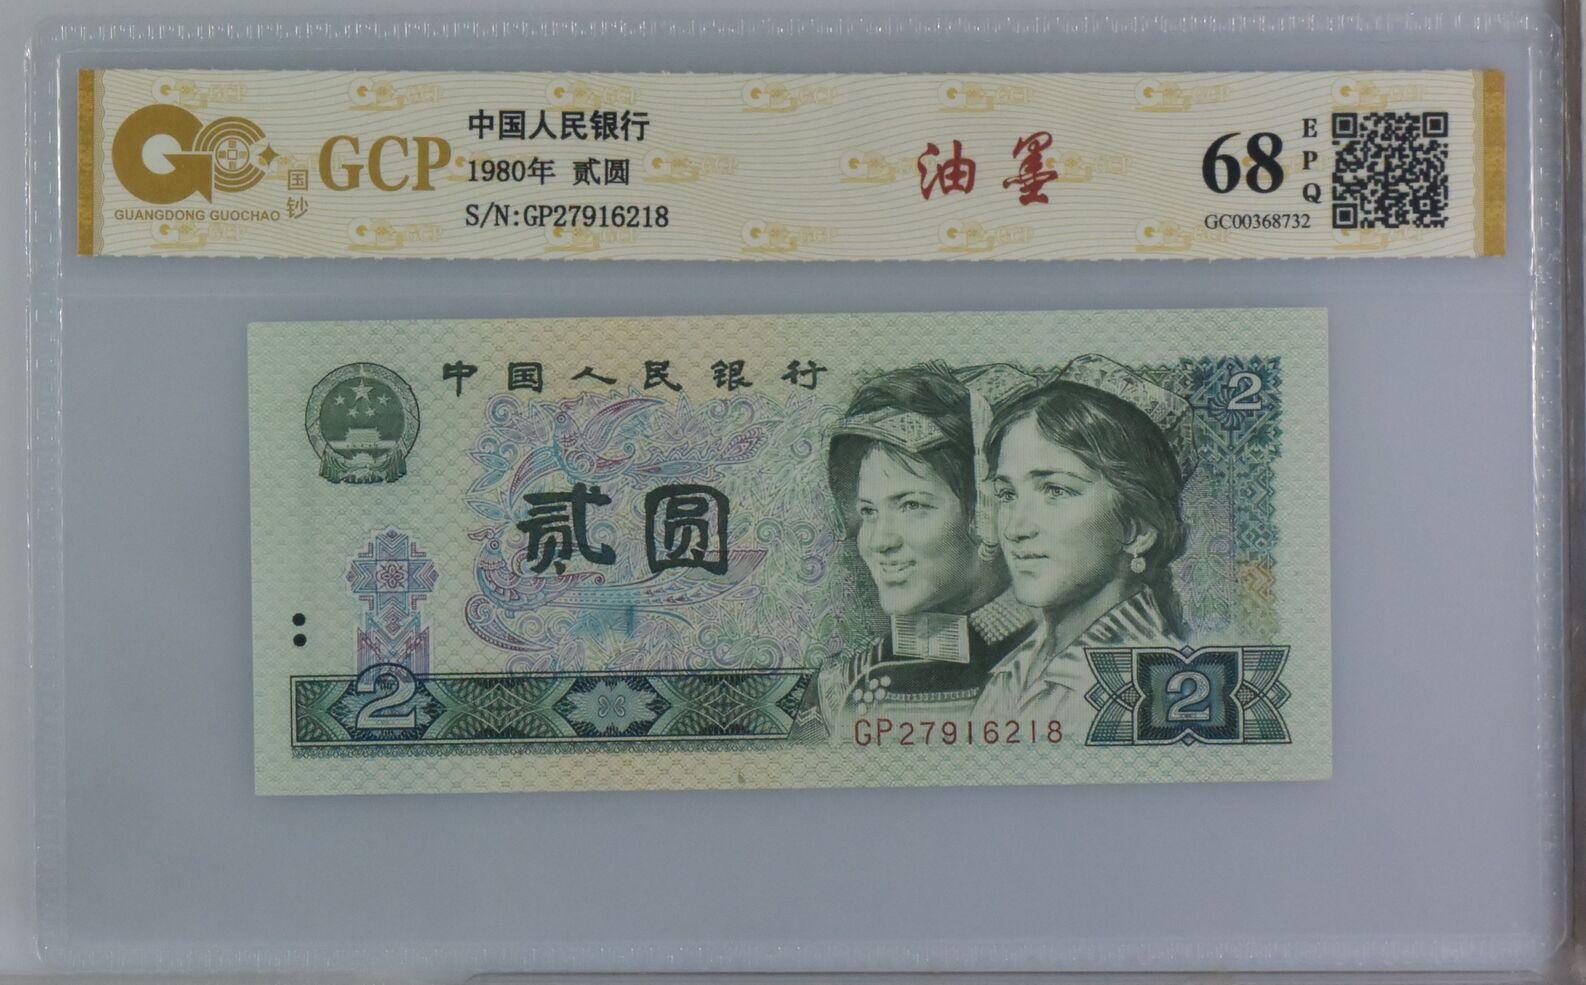 中国人民银行
1980年 贰圆
S/N:GP27916218
GCP
国钞
GUANGDONG GUOCHAO
油墨
68
EPQ
GC00368732
中国人民银行
2
贰圆
2
GP27916218
2